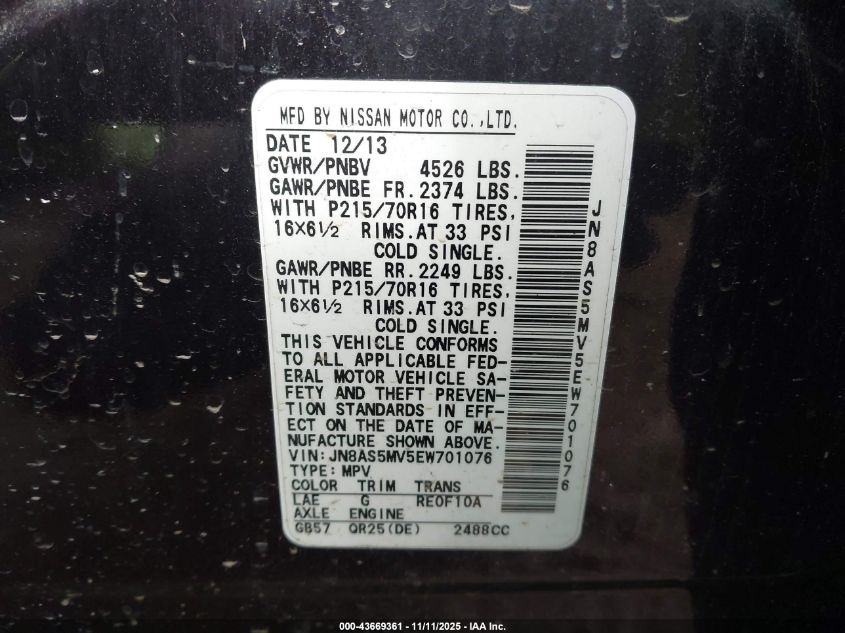 MFD BY NISSAN MOTOR CO.,LTD.
DATE 12/13
GVWR/PNBV 4526 LBS.
GAWR/PNBE FR. 2374 LBS.
WITH P215/70R16 TIRES,
16×6½ RIMS. AT 33 PSI
COLD SINGLE.
GAWR/PNBE RR. 2249 LBS.
WITH P215/70R16 TIRES,
16×6½ RIMS. AT 33 PSI
COLD SINGLE.
THIS VEHICLE CONFORMS
TO ALL APPLICABLE FED-
ERAL MOTOR VEHICLE SA-
FETY AND THEFT PREVEN-
TION STANDARDS IN EFF-
ECT ON THE DATE OF MA-
NUFACTURE SHOWN ABOVE.
VIN: JN8AS5MV5EW701076
TYPE: MPV
COLOR TRIM TRANS
LAE G RE0F10A
AXLE ENGINE
GB57 QR25(DE) 2488CC
JN8AS5MV5EW701076
000-43669361 - 11/11/2025 - IAA Inc.